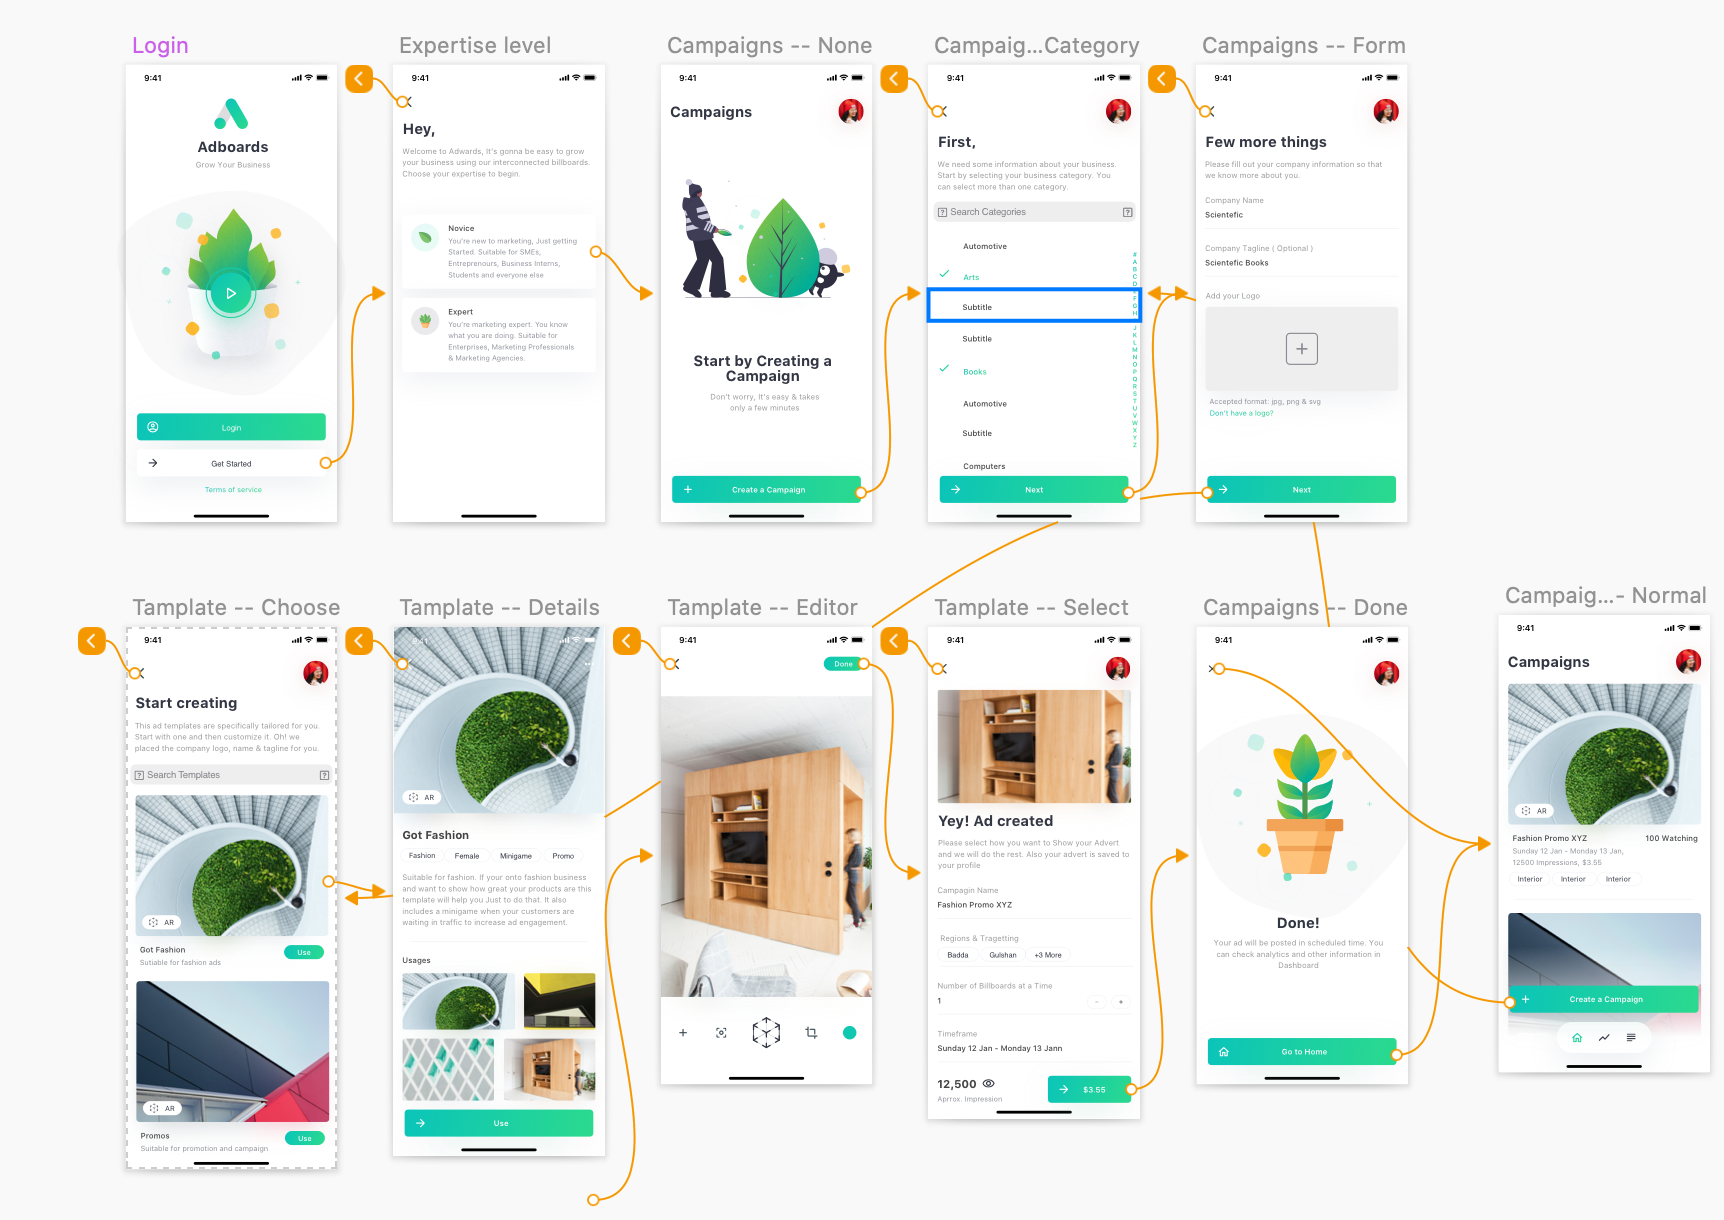 Login
9:41
Adboards
Grow Your Business
Login
Get Started
Terms of service
Expertise level
9:41
Hey,
Welcome to Adwards, It's gonna be easy to grow
your business using our interconnected billboards.
Choose your expertise to begin.
Novice
You're new to marketing, Just getting
Started. Suitable for SMEs,
Entreprenours, Business Interns,
Students and everyone else
Expert
You're marketing expert. You know
what you are doing. Suitable for
Enterprises, Marketing Professionals
& Marketing Agencies.
Campaigns -- None
9:41
Campaigns
Start by Creating a
Campaign
Don't worry, It's easy & takes
only a few minutes
Create a Campaign
Campaig...Category
9:41
First,
We need some information about your business.
Start by selecting your business category. You
can select more than one category.
? Search Categories ?
Automotive
Arts
Subtitle
Subtitle
Books
Automotive
Subtitle
Computers
#
A
B
C
D
F
G
H
J
K
L
M
N
O
P
Q
R
S
T
U
V
W
X
Y
Z
Next
Campaigns -- Form
9:41
Few more things
Please fill out your company information so that
we know more about you.
Company Name
Scientefic
Company Tagline ( Optional )
Scientefic Books
Add your Logo
Accepted format: jpg, png & svg
Don't have a logo?
Next
Tamplate -- Choose
9:41
Start creating
This ad templates are specifically tailored for you.
Start with one and then customize it. Oh! we
placed the company logo, name & tagline for you.
? Search Templates ?
AR
Got Fashion
Sutiable for fashion ads
Use
AR
Promos
Suitable for promotion and campaign
Use
Tamplate -- Details
9:41
AR
Got Fashion
Fashion Female Minigame Promo
Suitable for fashion. If your onto fashion business
and want to show how great your products are this
template will help you Just to do that. It also
includes a minigame when your customers are
waiting in traffic to increase ad engagement.
Usages
Use
Tamplate -- Editor
9:41
Done
Tamplate -- Select
9:41
Yey! Ad created
Please select how you want to Show your Advert
and we will do the rest. Also your advert is saved to
your profile
Campagin Name
Fashion Promo XYZ
Regions & Tragetting
Badda Gulshan +3 More
Number of Billboards at a Time
1 - +
Timeframe
Sunday 12 Jan - Monday 13 Jann
12,500
Aprrox. Impression
$3.55
Campaigns -- Done
9:41
Done!
Your ad will be posted in scheduled time. You
can check analytics and other information in
Dashboard
Go to Home
Campaig...- Normal
9:41
Campaigns
AR
Fashion Promo XYZ 100 Watching
Sunday 12 Jan - Monday 13 Jan,
12500 Impressions, $3.55
Interior Interior Interior
Create a Campaign